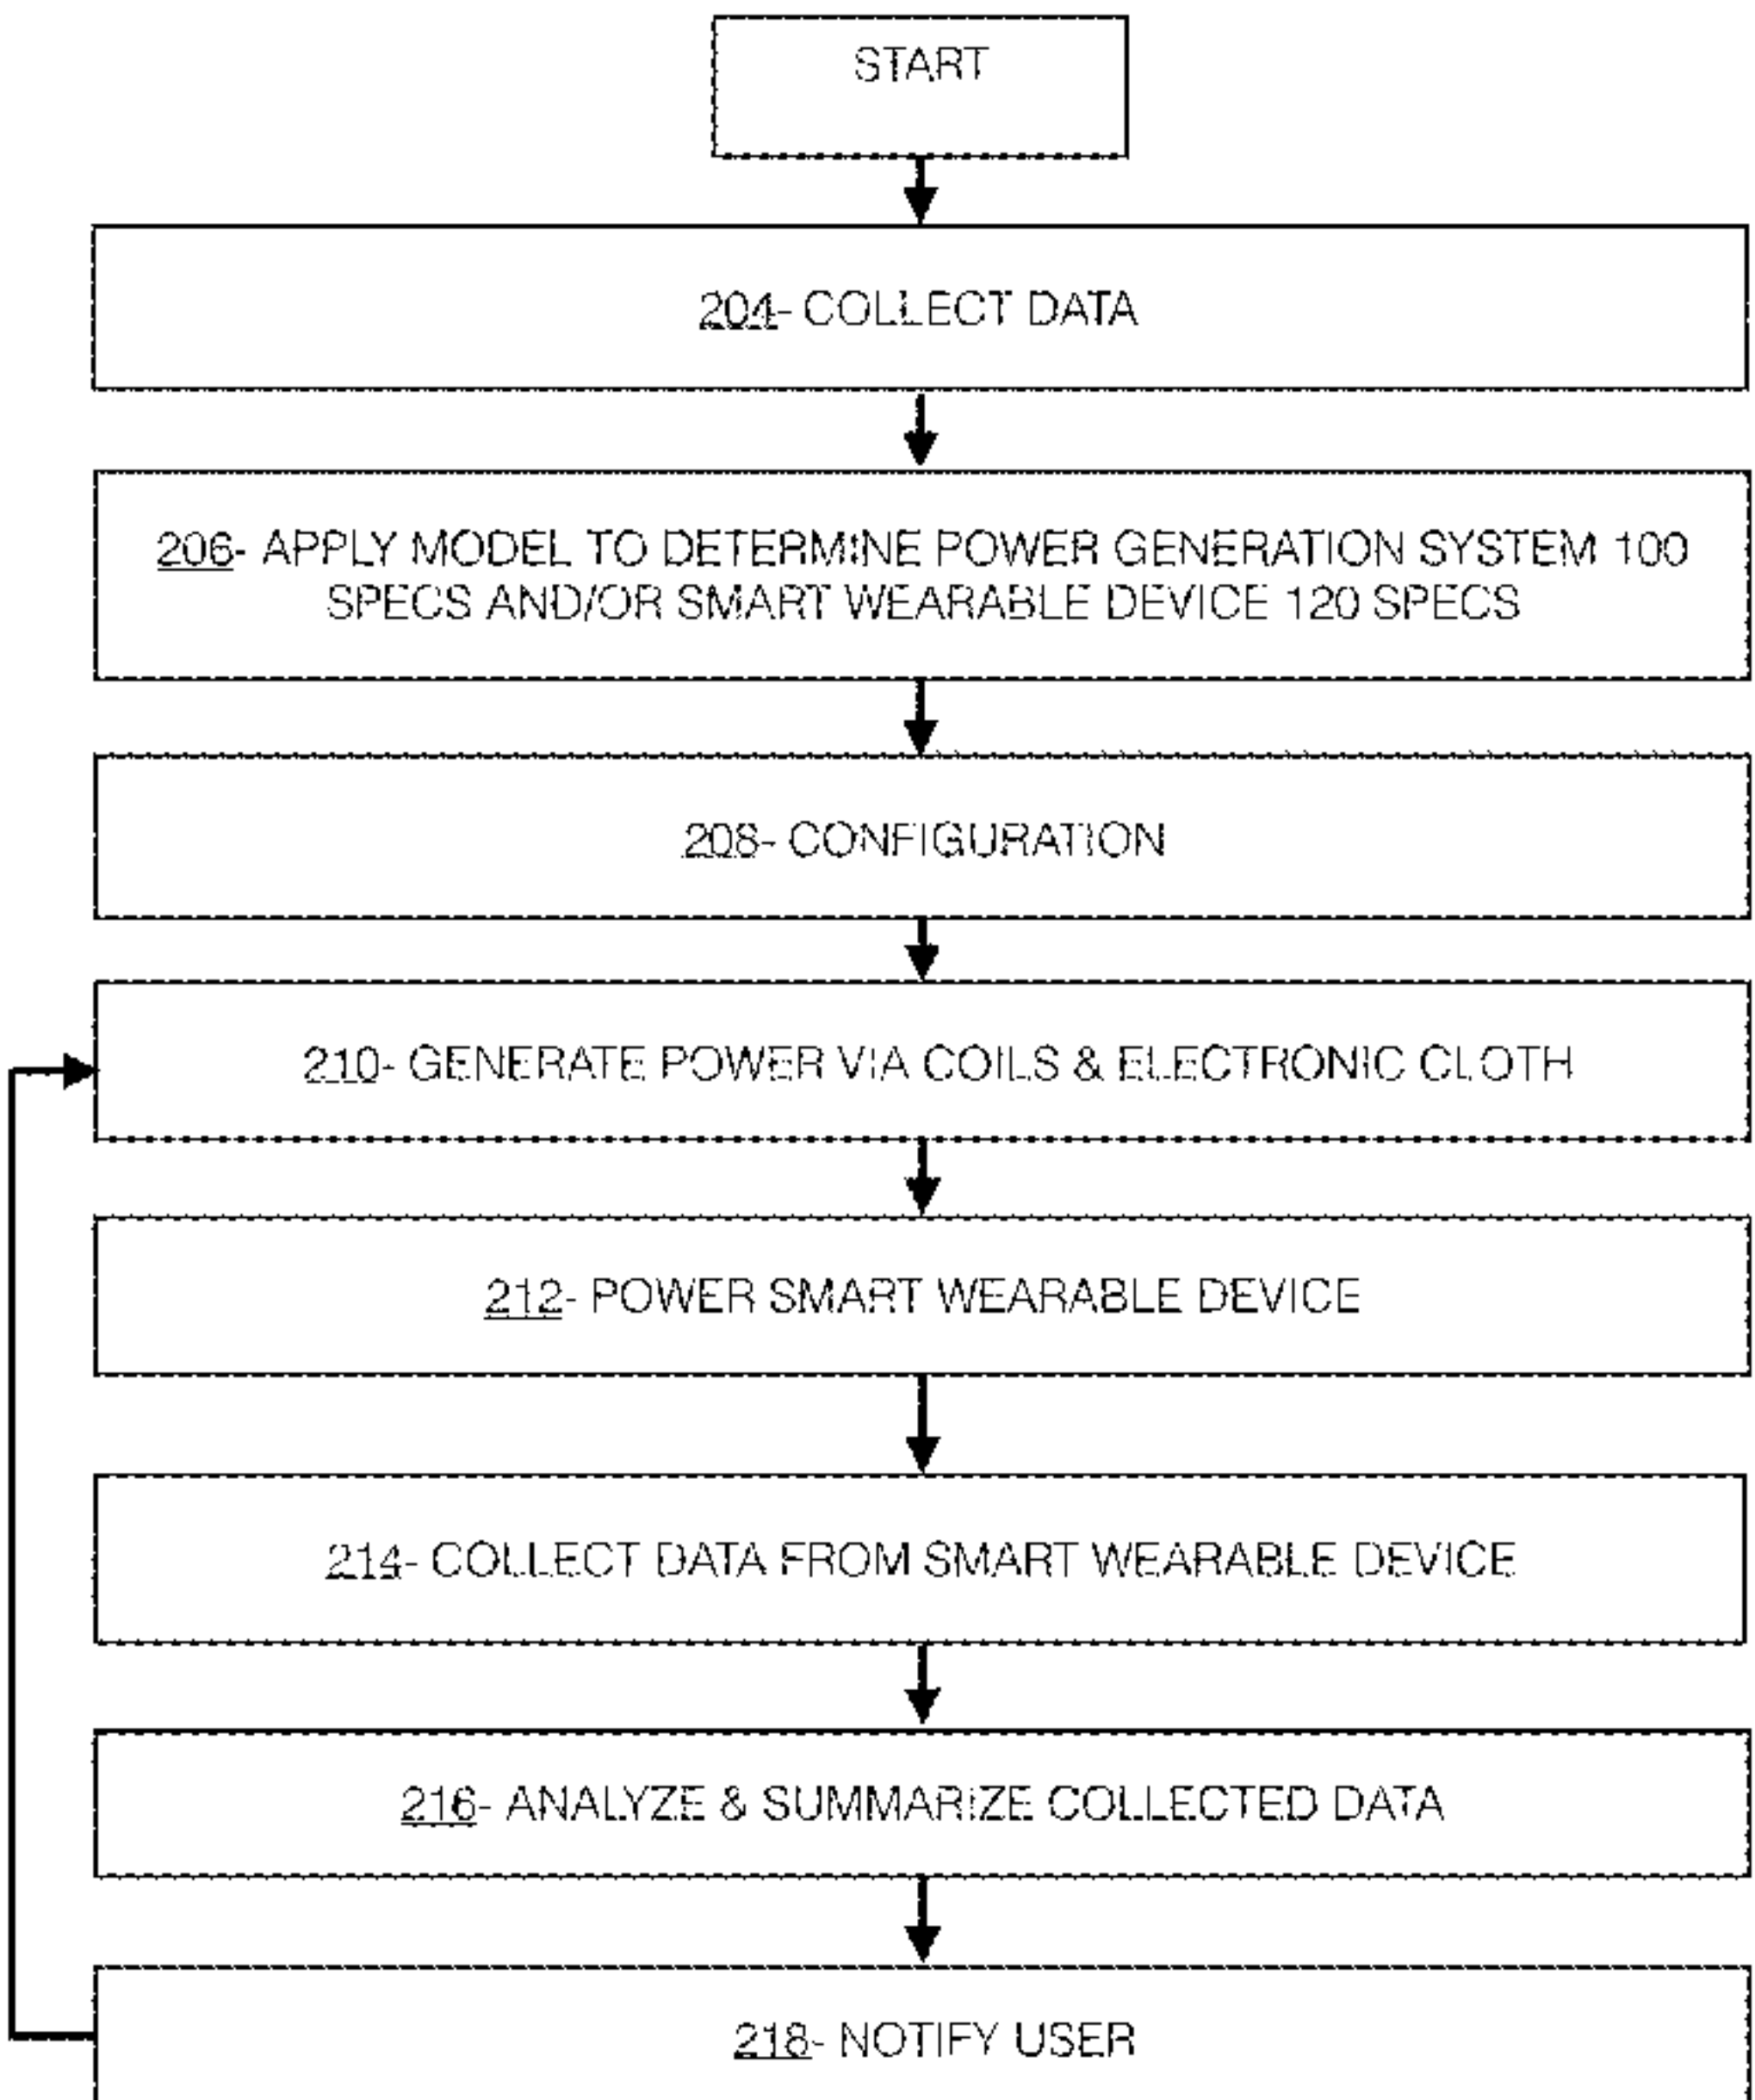 START
204- COLLECT DATA
206- APPLY MODEL TO DETERMINE POWER GENERATION SYSTEM 100
SPECS AND/OR SMART WEARABLE DEVICE 120 SPECS
208- CONFIGURATION
210- GENERATE POWER VIA COILS & ELECTRONIC CLOTH
212- POWER SMART WEARABLE DEVICE
214- COLLECT DATA FROM SMART WEARABLE DEVICE
216- ANALYZE & SUMMARIZE COLLECTED DATA
218- NOTIFY USER